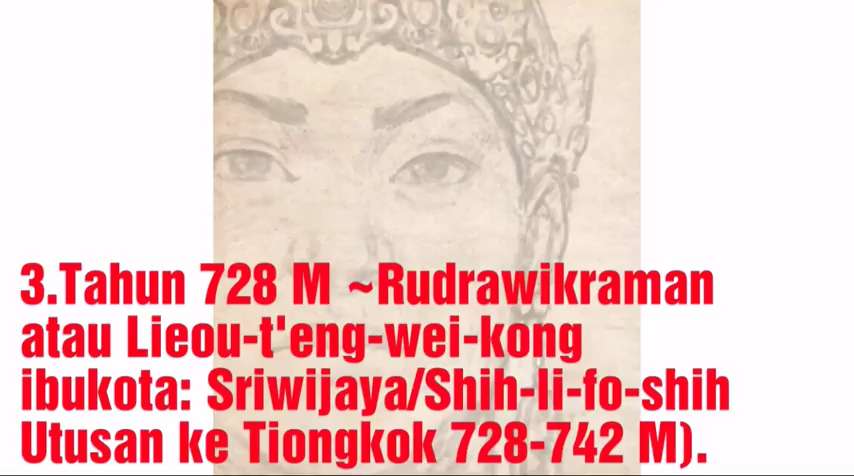 3.Tahun 728 M ~Rudrawikraman
atau Lieou-t'eng-wei-kong
ibukota: Sriwijaya/Shih-li-fo-shih
Utusan ke Tiongkok 728-742 M).